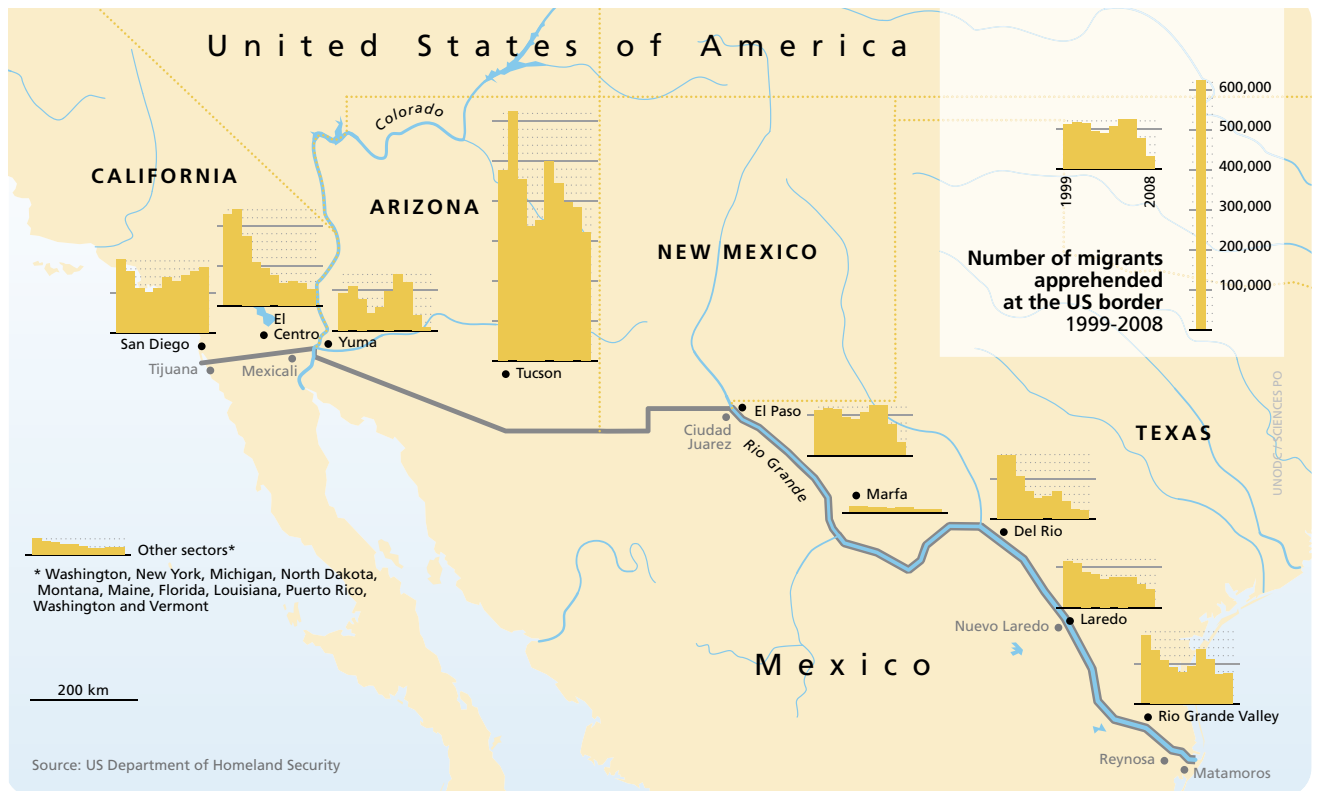 United States of America
Colorado
CALIFORNIA
ARIZONA
NEW MEXICO
TEXAS
600,000
500,000
400,000
300,000
200,000
100,000
1999
2008
Number of migrants
apprehended
at the US border
1999-2008
San Diego
Tijuana
El
Centro
Mexicali
Yuma
Tucson
El Paso
Ciudad
Juarez
Rio Grande
Marfa
Del Rio
Nuevo Laredo
Laredo
Rio Grande Valley
Reynosa
Matamoros
Mexico
Other sectors*
* Washington, New York, Michigan, North Dakota,
Montana, Maine, Florida, Louisiana, Puerto Rico,
Washington and Vermont
200 km
Source: US Department of Homeland Security
UNODC / SCIENCES PO